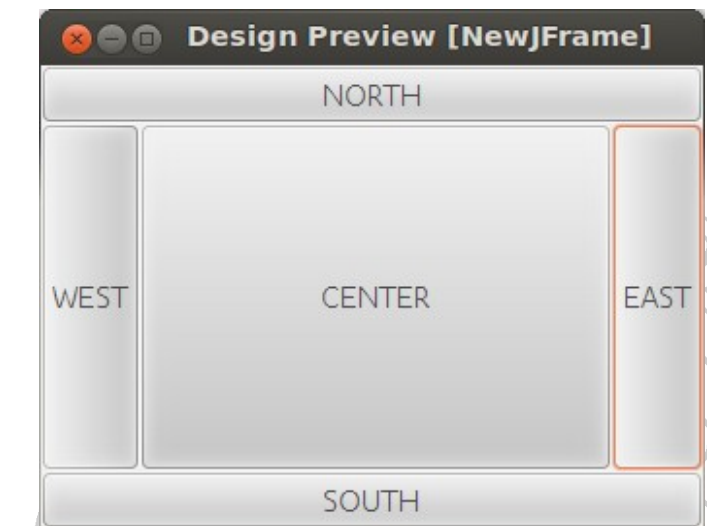 Design Preview [NewJFrame]
NORTH
WEST
CENTER
EAST
SOUTH